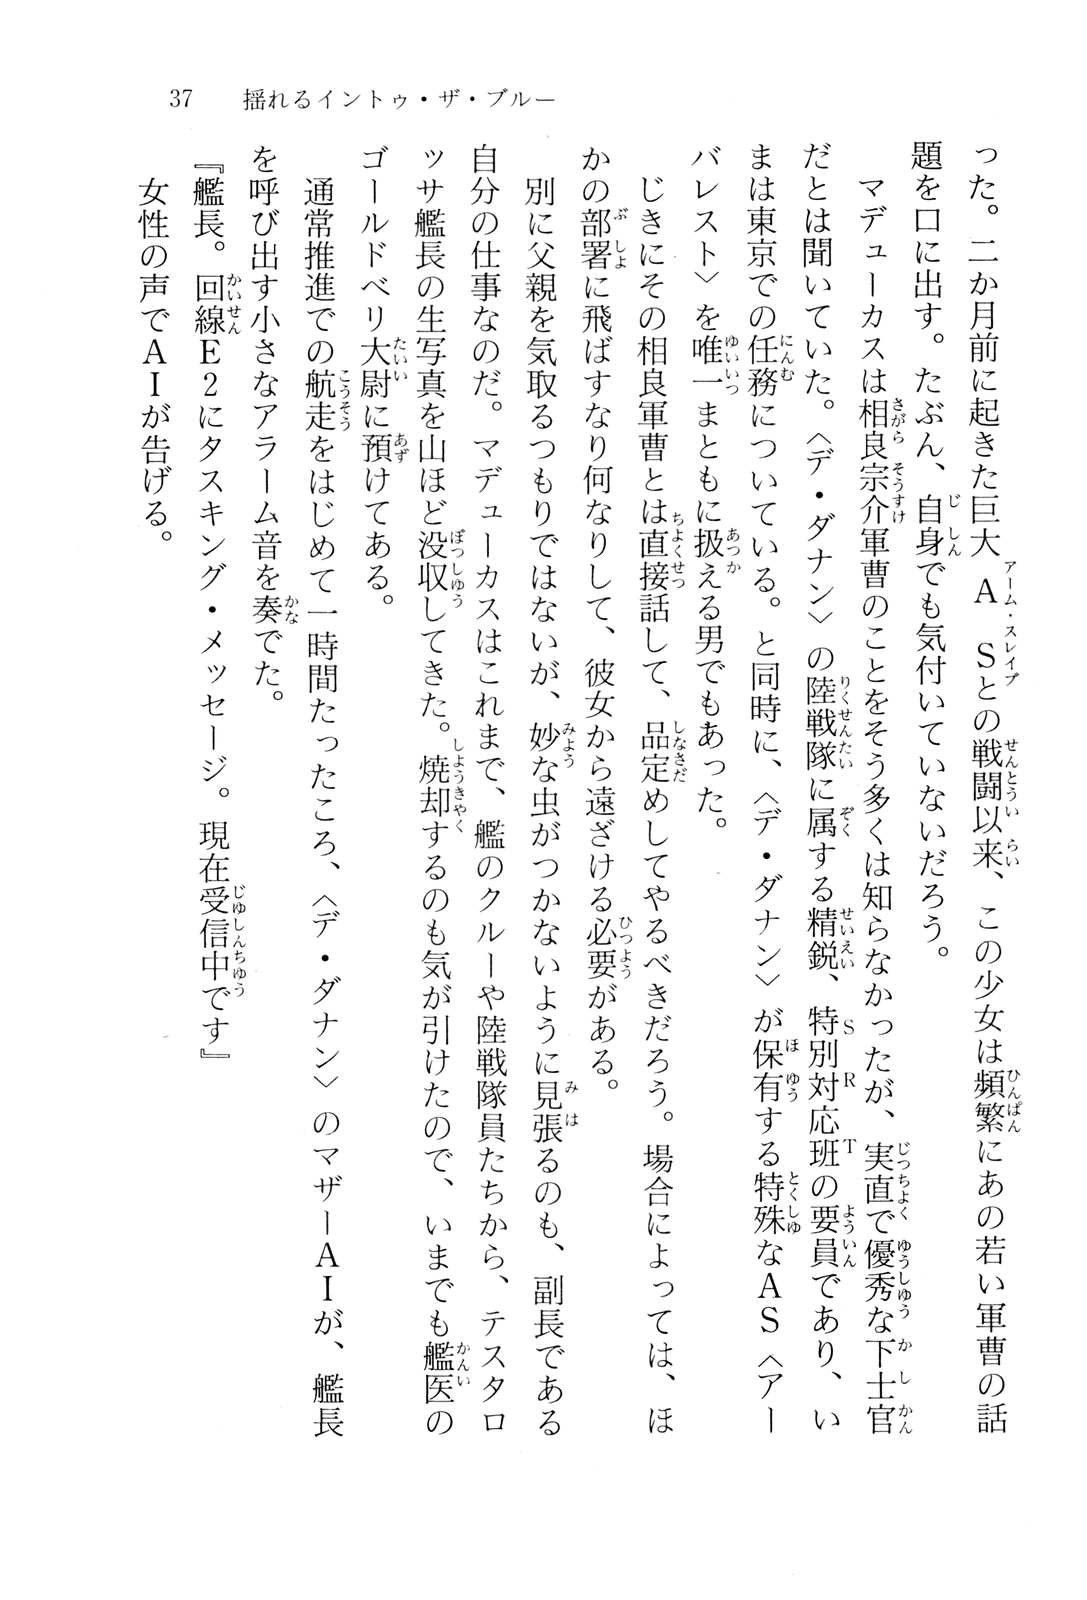 37　揺れるイントゥ・ザ・ブルー
った。二か月前に起きた巨大ASとの戦闘以来、この少女は頻繁にあの若い軍曹の話
題を口に出す。たぶん、自身でも気付いていないだろう。
　マデューカスは相良宗介軍曹のことをそう多くは知らなかったが、実直で優秀な下士官
だとは聞いていた。〈デ・ダナン〉の陸戦隊に属する精鋭、特別対応班の要員であり、い
まは東京での任務についている。と同時に、〈デ・ダナン〉が保有する特殊なAS〈アー
バレスト〉を唯一まともに扱える男でもあった。
　じきにその相良軍曹とは直接話して、品定めしてやるべきだろう。場合によっては、ほ
かの部署に飛ばすなり何なりして、彼女から遠ざける必要がある。
　別に父親を気取るつもりではないが、妙な虫がつかないように見張るのも、副長である
自分の仕事なのだ。マデューカスはこれまで、艦のクルーや陸戦隊員たちから、テスタロ
ッサ艦長の生写真を山ほど没収してきた。焼却するのも気が引けたので、いまでも艦医の
ゴールドベリ大尉に預けてある。
　通常推進での航走をはじめて一時間たったころ、〈デ・ダナン〉のマザーAIが、艦長
を呼び出す小さなアラーム音を奏でた。
『艦長。回線E2にタスキング・メッセージ。現在受信中です』
　女性の声でAIが告げる。